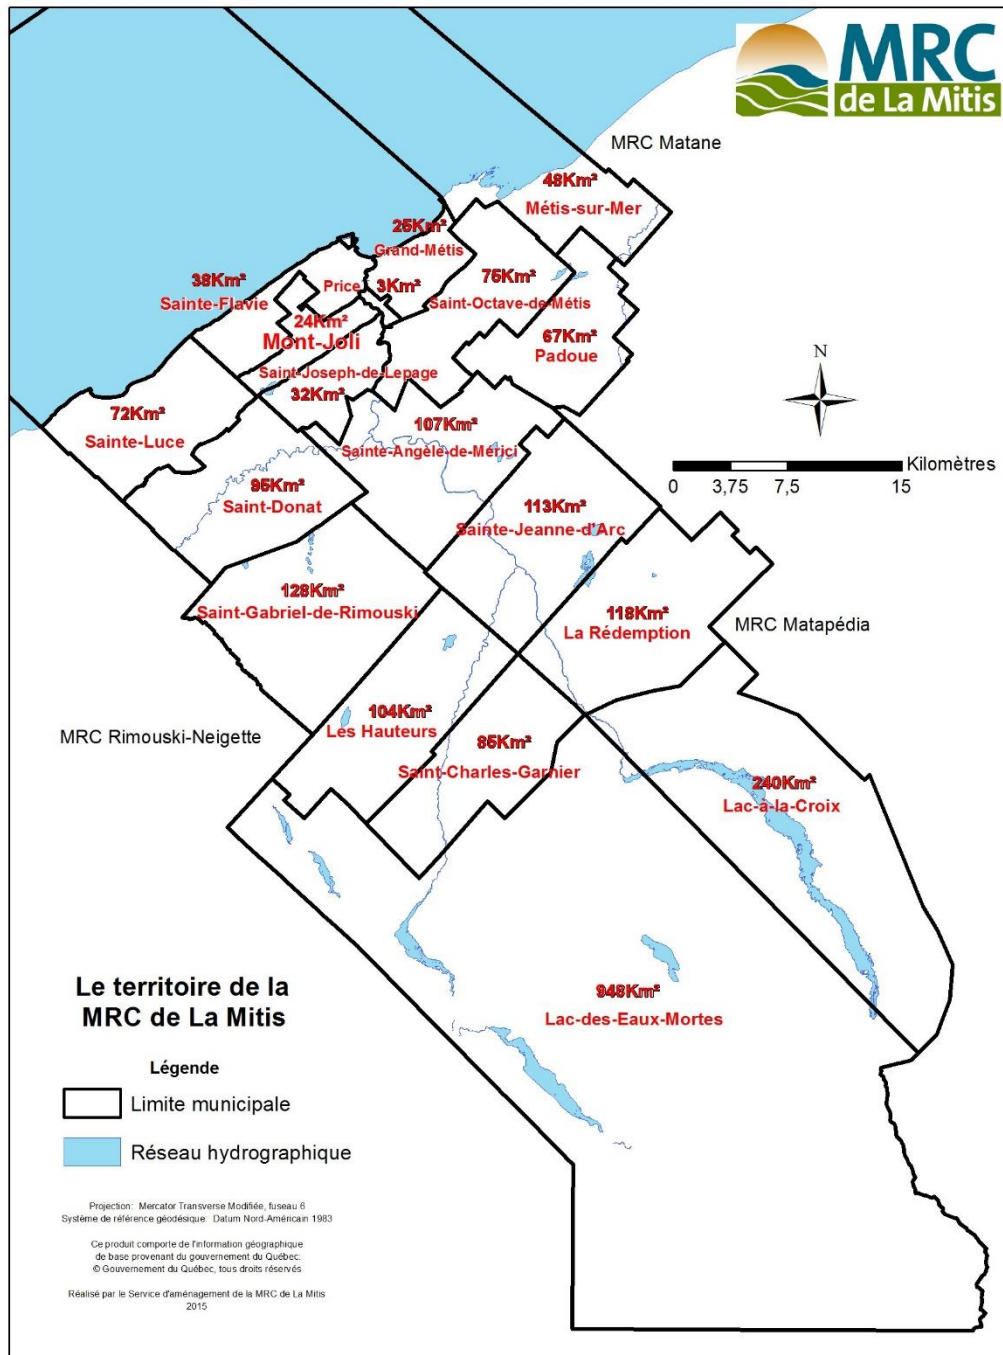 MRC
de La Mitis
MRC Matane
48Km²
Métis-sur-Mer
25Km²
Grand-Métis
38Km²
Sainte-Flavie
Price
3Km²
75Km²
Saint-Octave-de-Métis
24Km²
Mont-Joli
67Km²
Padoue
Saint-Joseph-de-Lepage
32Km²
N
72Km²
Sainte-Luce
107Km²
Sainte-Angèle-de-Mérici
Kilomètres
0 3,75 7,5 15
95Km²
Saint-Donat
113Km²
Sainte-Jeanne-d'Arc
128Km²
Saint-Gabriel-de-Rimouski
118Km²
La Rédemption
MRC Matapédia
104Km²
Les Hauteurs
MRC Rimouski-Neigette
85Km²
Saint-Charles-Garnier
240Km²
Lac-à-la-Croix
948Km²
Lac-des-Eaux-Mortes
Le territoire de la
MRC de La Mitis
Légende
Limite municipale
Réseau hydrographique
Projection: Mercator Transverse Modifiée, fuseau 6
Système de référence géodésique: Datum Nord-Américain 1983
Ce produit comporte de l'information géographique
de base provenant du gouvernement du Québec:
© Gouvernement du Québec, tous droits réservés
Réalisé par le Service d'aménagement de la MRC de La Mitis
2015